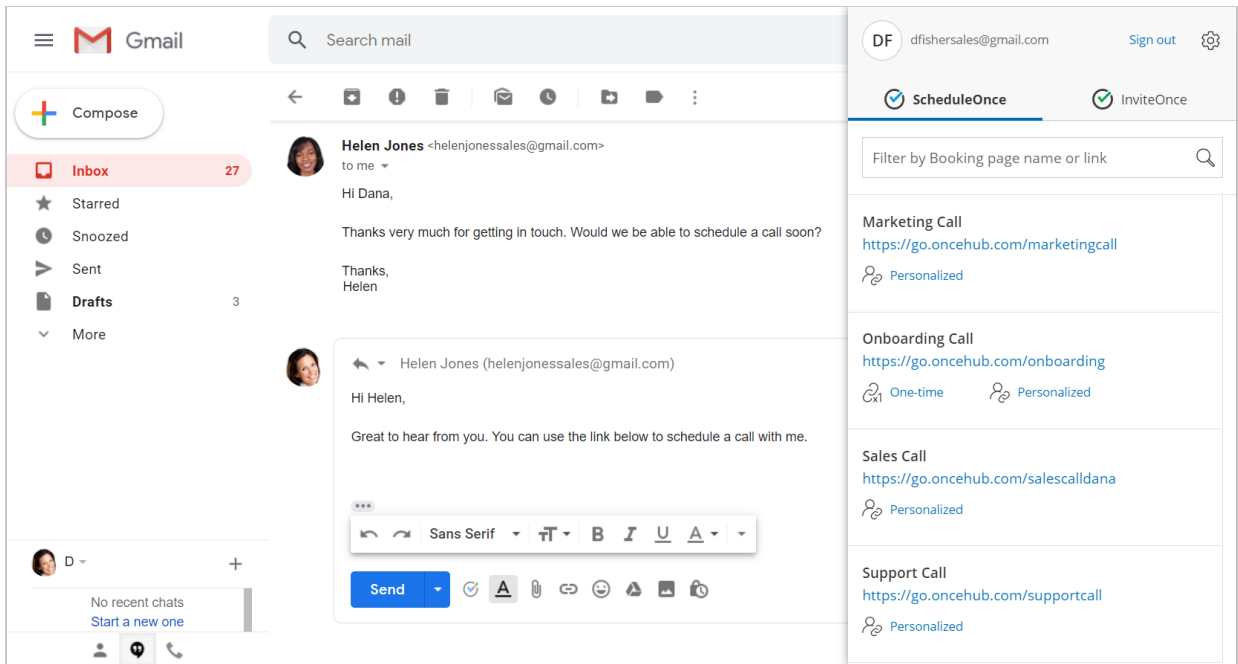 Gmail
Search mail
Compose
Inbox 27
Starred
Snoozed
Sent
Drafts 3
More
D
No recent chats
Start a new one
Helen Jones <helenjonessales@gmail.com>
to me
Hi Dana,
Thanks very much for getting in touch. Would we be able to schedule a call soon?
Thanks,
Helen
Helen Jones (helenjonessales@gmail.com)
Hi Helen,
Great to hear from you. You can use the link below to schedule a call with me.
Sans Serif
B I U A
Send A
DF dfishersales@gmail.com Sign out
ScheduleOnce InviteOnce
Filter by Booking page name or link
Marketing Call
https://go.oncehub.com/marketingcall
Personalized
Onboarding Call
https://go.oncehub.com/onboarding
x1 One-time Personalized
Sales Call
https://go.oncehub.com/salescalldana
Personalized
Support Call
https://go.oncehub.com/supportcall
Personalized